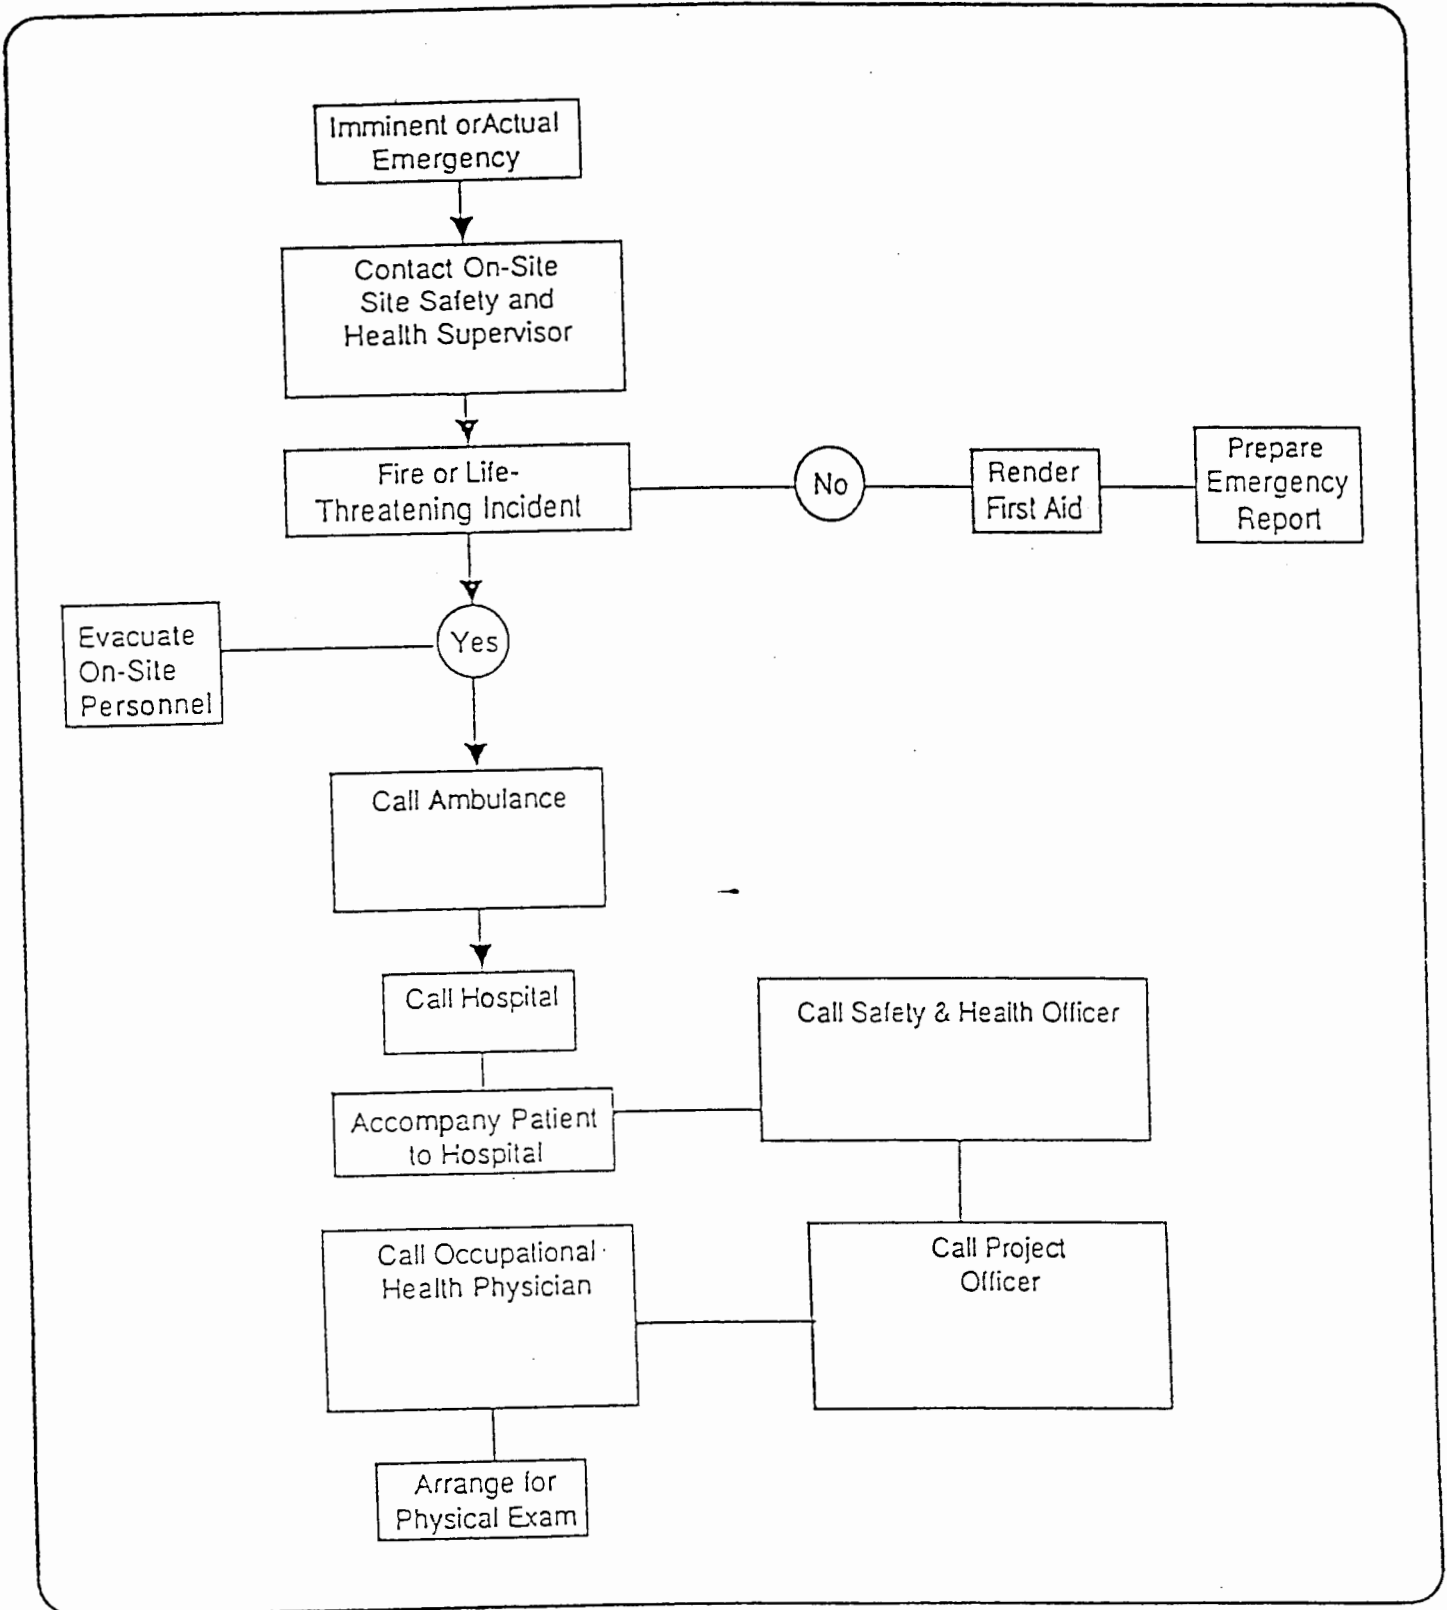 Imminent orActual
Emergency
Contact On-Site
Site Safety and
Health Supervisor
Fire or Life-
Threatening Incident
No
Render
First Aid
Prepare
Emergency
Report
Evacuate
On-Site
Personnel
Yes
Call Ambulance
Call Hospital
Call Safety & Health Officer
Accompany Patient
to Hospital
Call Project
Officer
Call Occupational
Health Physician
Arrange for
Physical Exam